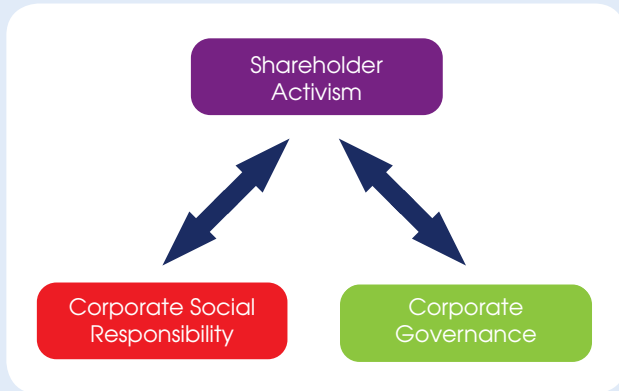 Shareholder
Activism
Corporate Social
Responsibility
Corporate
Governance